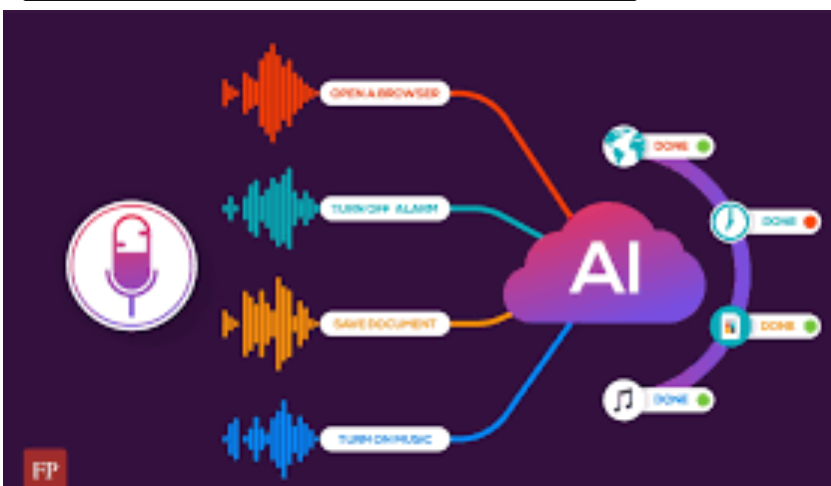 OPEN A BROWSER
DONE
TURN OFF ALARM
DONE
AI
SAVE DOCUMENT
DONE
DONE
TURN ON MUSIC
FP